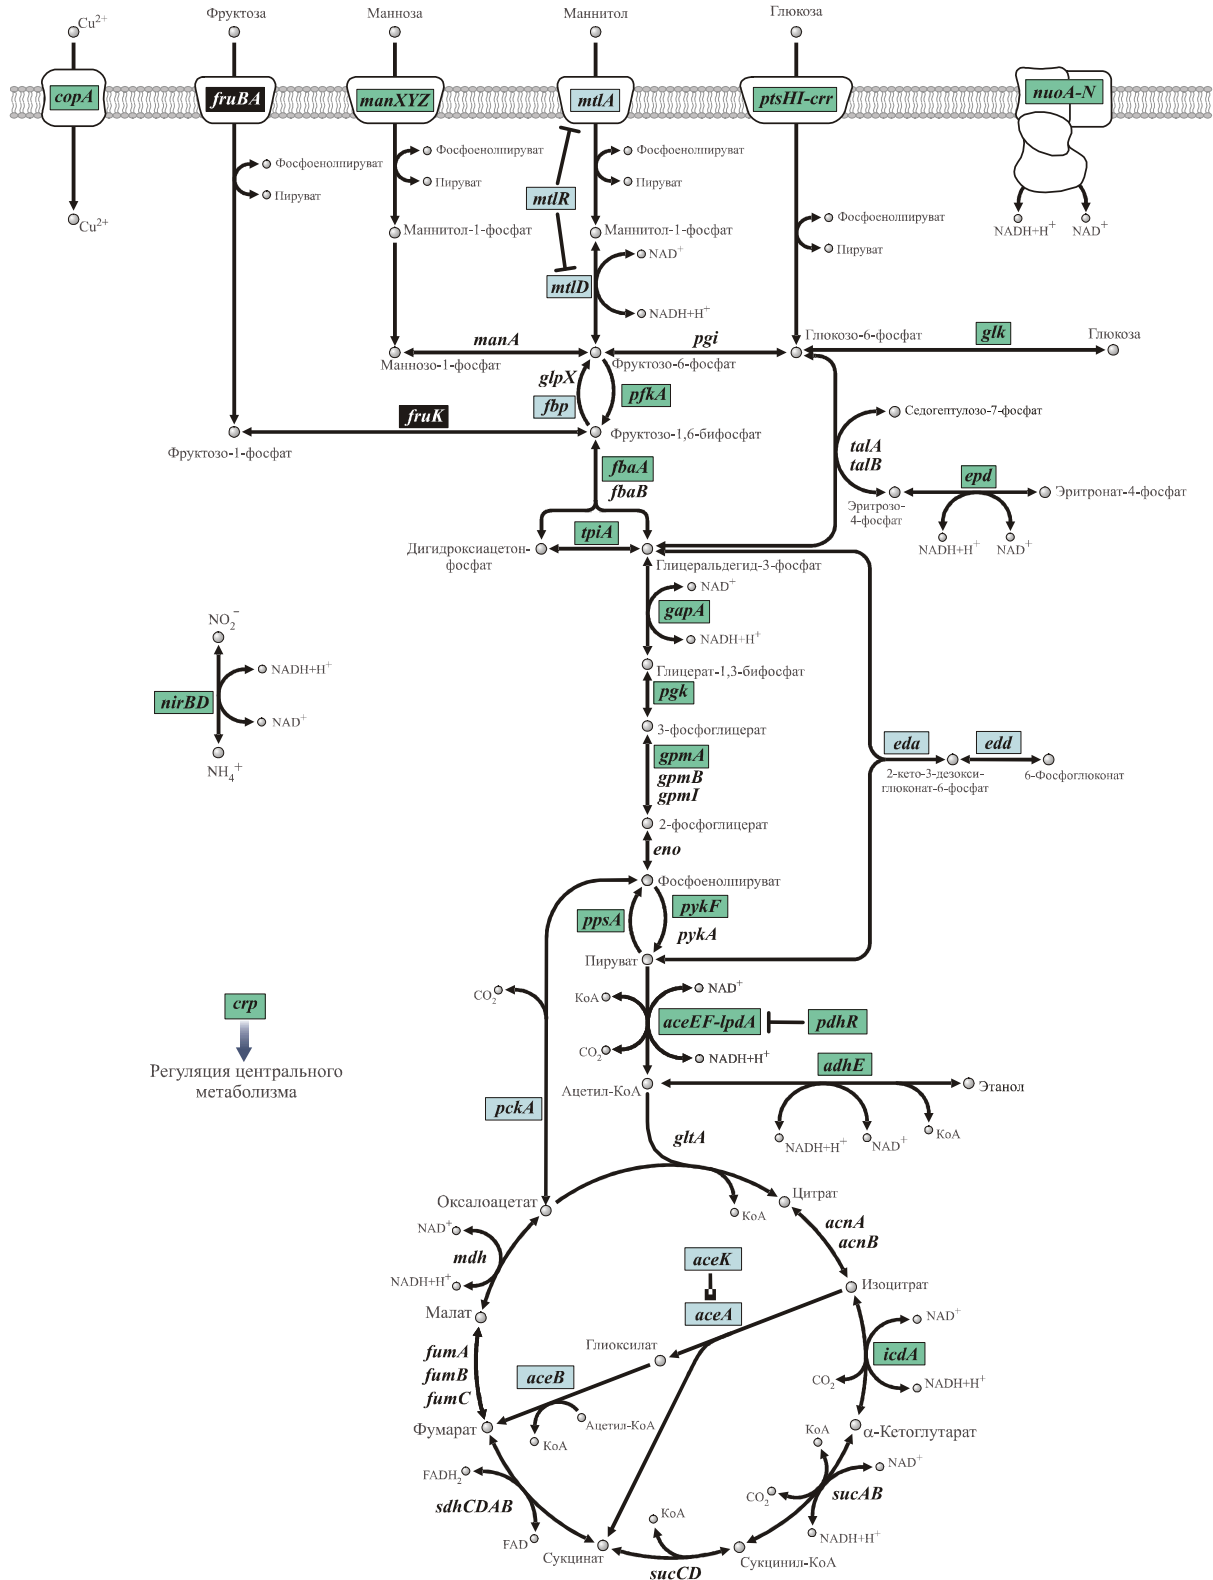 Cu2+
Фруктоза
Манноза
Маннитол
Глюкоза
copA
fruBA
manXYZ
mtlA
ptsHI-crr
nuoA-N
Фосфоенолпируват
Пируват
Фосфоенолпируват
Пируват
Фосфоенолпируват
Пируват
mtlR
Cu2+
Маннитол-1-фосфат
Маннитол-1-фосфат
Фосфоенолпируват
Пируват
NADH+H+
NAD+
NAD+
mtlD
NADH+H+
manA
pgi
Глюкозо-6-фосфат
glk
Глюкоза
Маннозо-1-фосфат
Фруктозо-6-фосфат
glpX
fbp
pfkA
fruK
Фруктозо-1-фосфат
Фруктозо-1,6-бифосфат
Седогептулозо-7-фосфат
talA
talB
fbaA
fbaB
epd
Эритрозо-
4-фосфат
Эритронат-4-фосфат
NADH+H+
NAD+
tpiA
Дигидроксиацетон-
фосфат
Глицеральдегид-3-фосфат
NAD+
gapA
NADH+H+
NO2−
NADH+H+
nirBD
NAD+
NH4+
Глицерат-1,3-бифосфат
pgk
3-фосфоглицерат
gpmA
gpmB
gpmI
eda
edd
2-кето-3-дезокси-
глюконат-6-фосфат
6-Фосфоглюконат
2-фосфоглицерат
eno
Фосфоенолпируват
ppsA
pykF
pykA
Пируват
CO2
КоА
NAD+
crp
aceEF-lpdA
pdhR
CO2
NADH+H+
Регуляция центрального
метаболизма
adhE
Ацетил-КоА
Этанол
pckA
NADH+H+
NAD+
КоА
gltA
Оксалоацетат
Цитрат
КоА
NAD+
mdh
NADH+H+
acnA
acnB
aceK
Изоцитрат
Малат
aceA
NAD+
fumA
fumB
fumC
Глиоксилат
icdA
aceB
CO2
NADH+H+
Фумарат
Ацетил-КоА
КоА
КоА
α-Кетоглутарат
FADH2
NAD+
sdhCDAB
CO2
sucAB
КоА
FAD
NADH+H+
Сукцинат
Сукцинил-КоА
sucCD